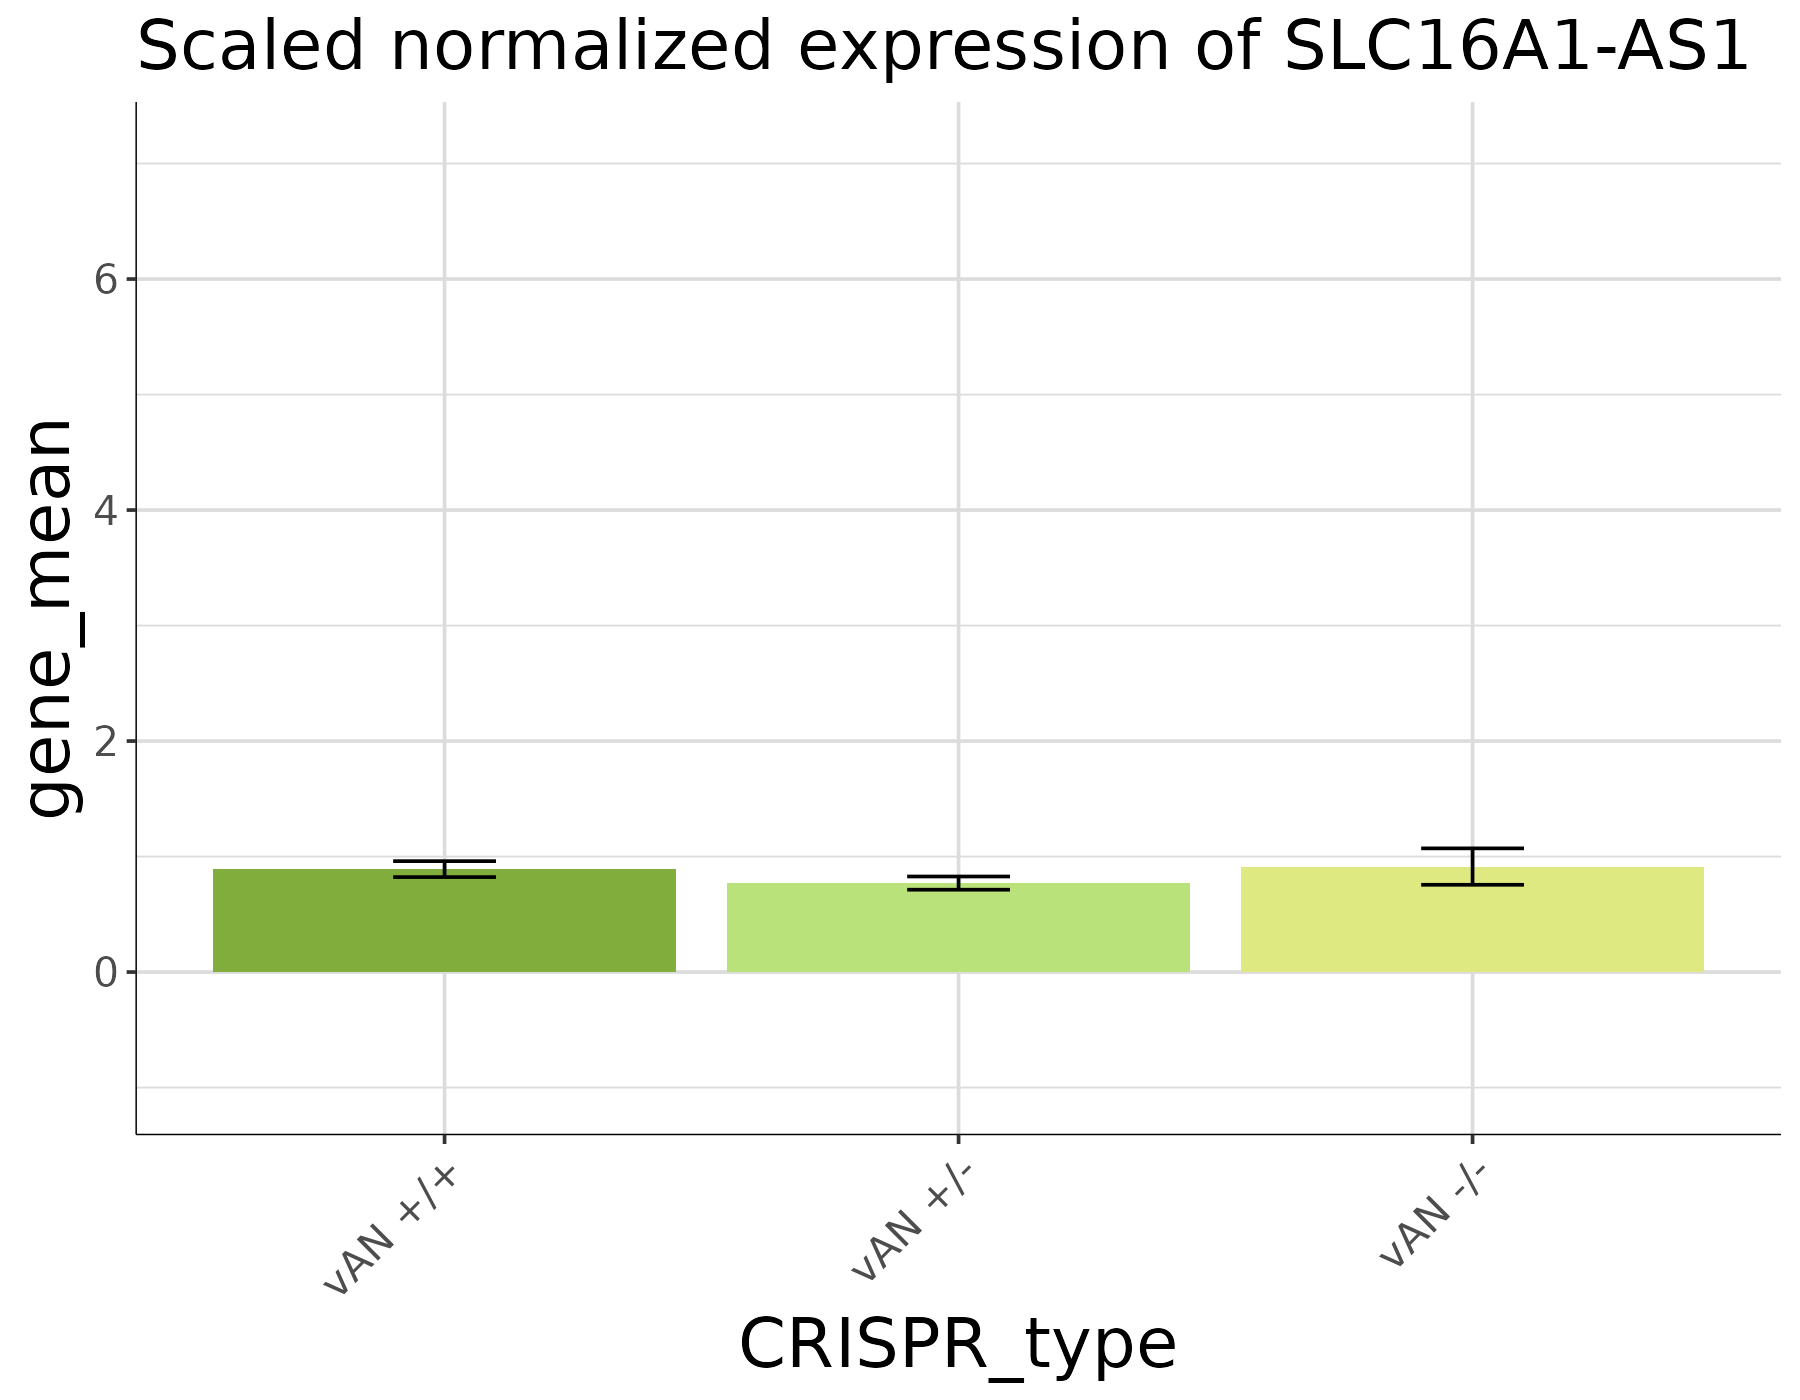 Scaled normalized expression of SLC16A1-AS1
gene_mean
6
4
2
0
vAN +/+
vAN +/-
vAN -/-
CRISPR_type